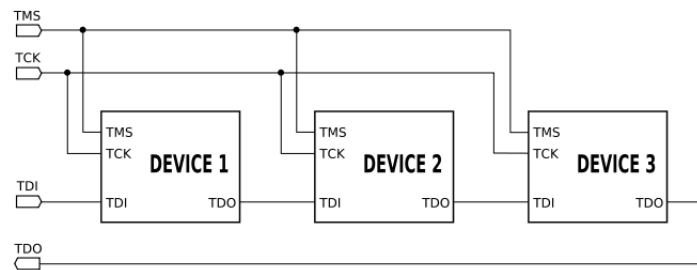 TMS
TCK
TMS
TCK
DEVICE 1
TDI
TDO
TMS
TCK
DEVICE 2
TDI
TDO
TMS
TCK
DEVICE 3
TDI
TDO
TDI
TDO